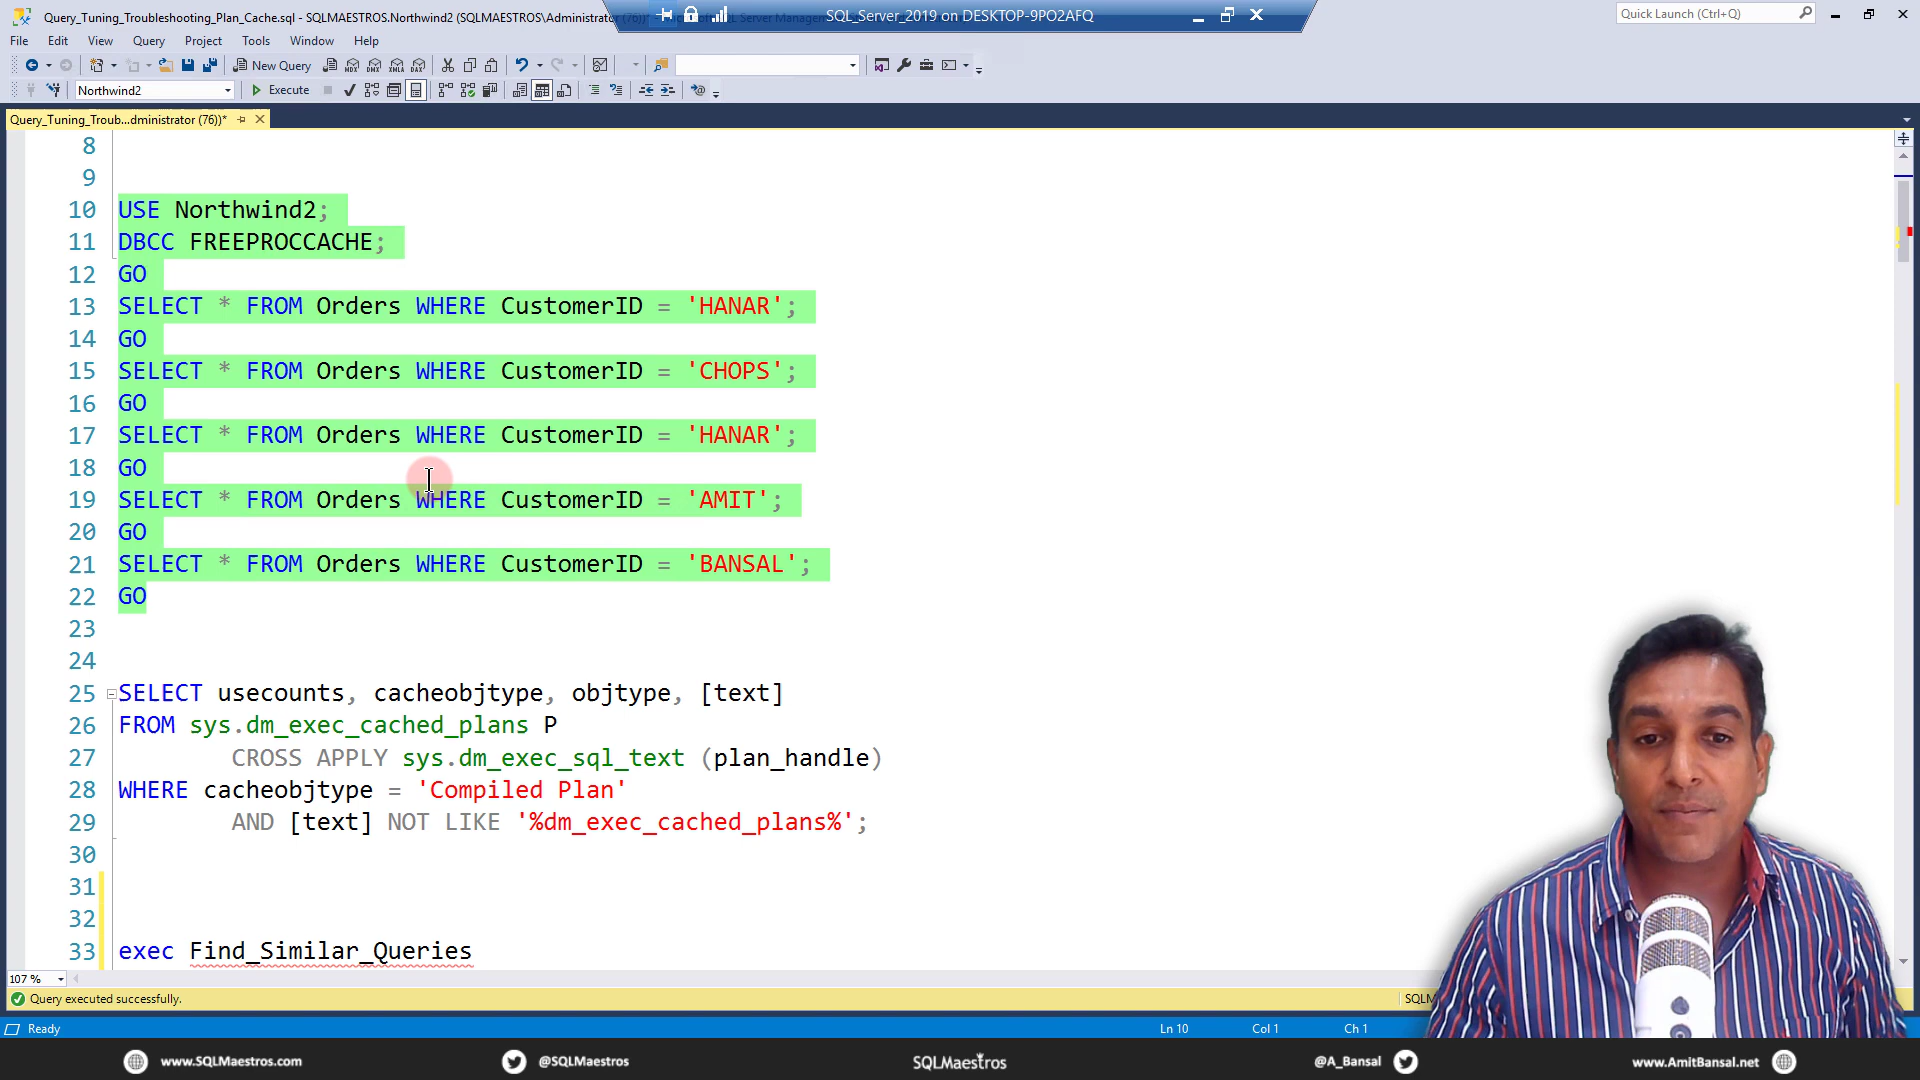 Query_Tuning_Troubleshooting_Plan_Cache.sql - SQLMAESTROS.Northwind2 (SQLMAESTROS\Administrator
SQL_Server_2019 on DESKTOP-9PO2AFQ
Quick Launch (Ctrl+Q)
File Edit View Query Project Tools Window Help
New Query
Northwind2
Execute
Query_Tuning_Troub...dministrator (76))*
8
9
10 USE Northwind2;
11 DBCC FREEPROCCACHE;
12 GO
13 SELECT * FROM Orders WHERE CustomerID = 'HANAR';
14 GO
15 SELECT * FROM Orders WHERE CustomerID = 'CHOPS';
16 GO
17 SELECT * FROM Orders WHERE CustomerID = 'HANAR';
18 GO
19 SELECT * FROM Orders WHERE CustomerID = 'AMIT';
20 GO
21 SELECT * FROM Orders WHERE CustomerID = 'BANSAL';
22 GO
23
24
25 SELECT usecounts, cacheobjtype, objtype, [text]
26 FROM sys.dm_exec_cached_plans P
27 CROSS APPLY sys.dm_exec_sql_text (plan_handle)
28 WHERE cacheobjtype = 'Compiled Plan'
29 AND [text] NOT LIKE '%dm_exec_cached_plans%';
30
31
32
33 exec Find_Similar_Queries
107 %
Query executed successfully.
SQLM
Ready
Ln 10 Col 1 Ch 1
www.SQLMaestros.com @SQLMaestros SQLMaestros @A_Bansal www.AmitBansal.net